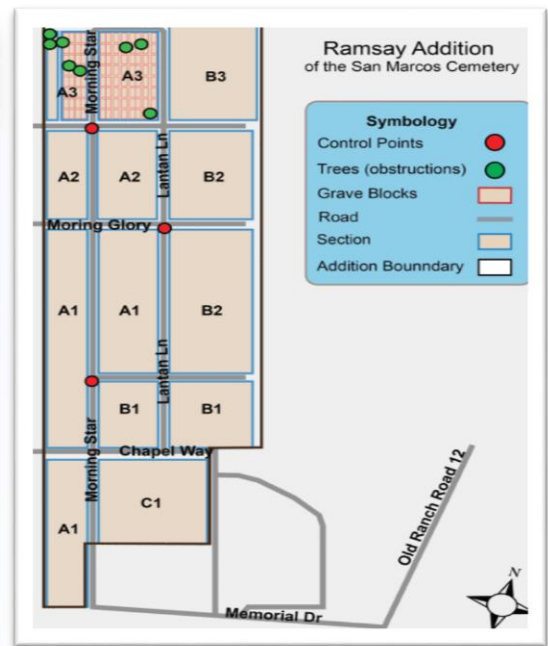 Ramsay Addition
of the San Marcos Cemetery
Symbology
Control Points
Trees (obstructions)
Grave Blocks
Road
Section
Addition Bounndary
A3
Morning Star
A3
B3
A2
A2
Lantan Ln
B2
Moring Glory
A1
A1
B2
Lantan Ln
B1
B1
Chapel Way
Morning Star
A1
C1
Old Ranch Road 12
Memorial Dr
N